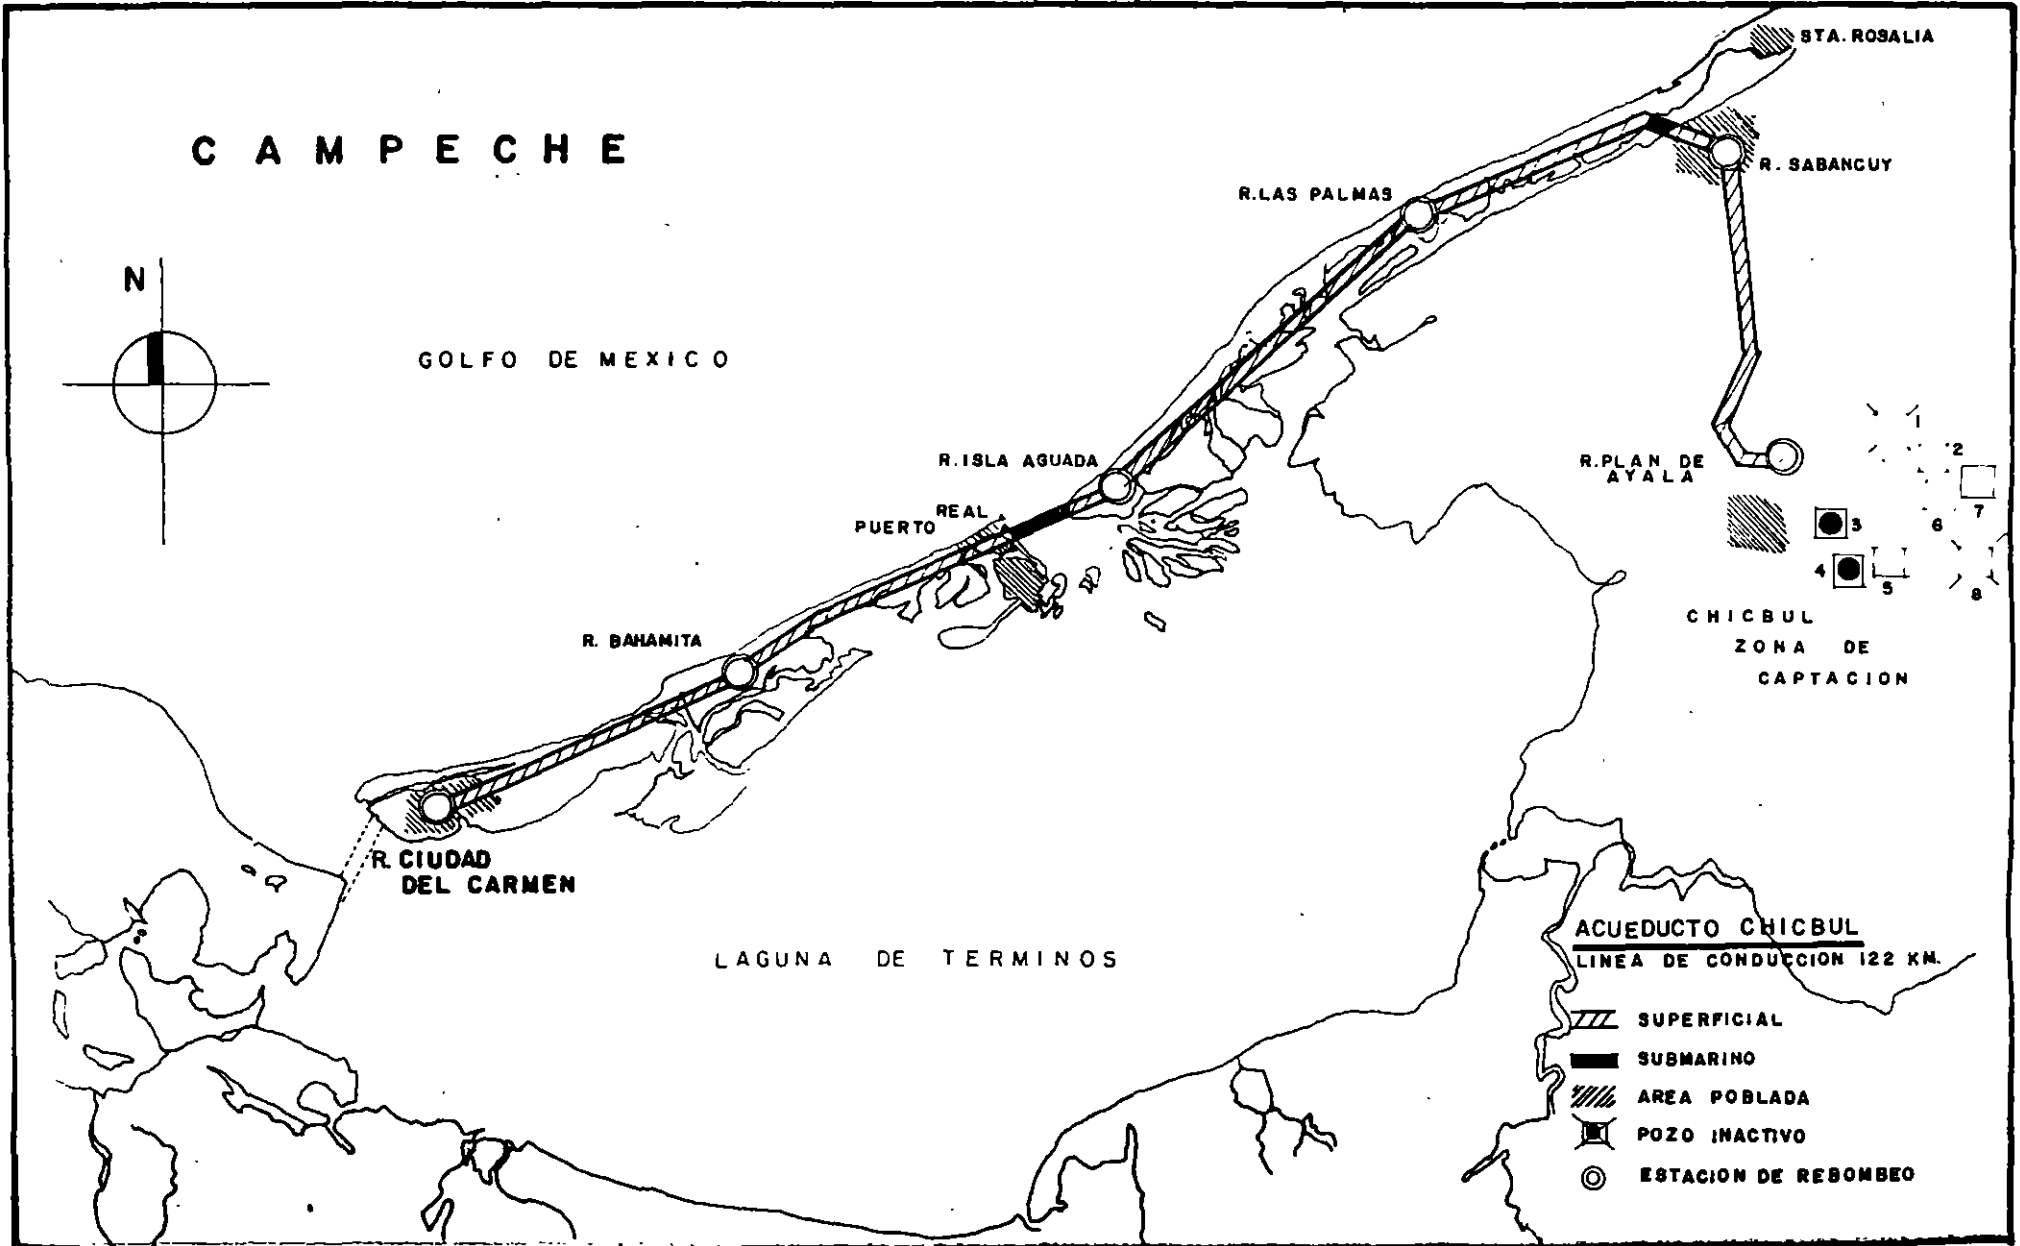 STA. ROSALIA
CAMPECHE
R. SABANCUY
R.LAS PALMAS
N
GOLFO DE MEXICO
1
2
R.ISLA AGUADA
R.PLAN DE
AYALA
7
PUERTO REAL
3
6
4
5
8
CHICBUL
ZONA DE
CAPTACION
R. BAHAMITA
R. CIUDAD
DEL CARMEN
LAGUNA DE TERMINOS
ACUEDUCTO CHICBUL
LINEA DE CONDUCCION 122 KM.
SUPERFICIAL
SUBMARINO
AREA POBLADA
POZO INACTIVO
ESTACION DE REBOMBEO